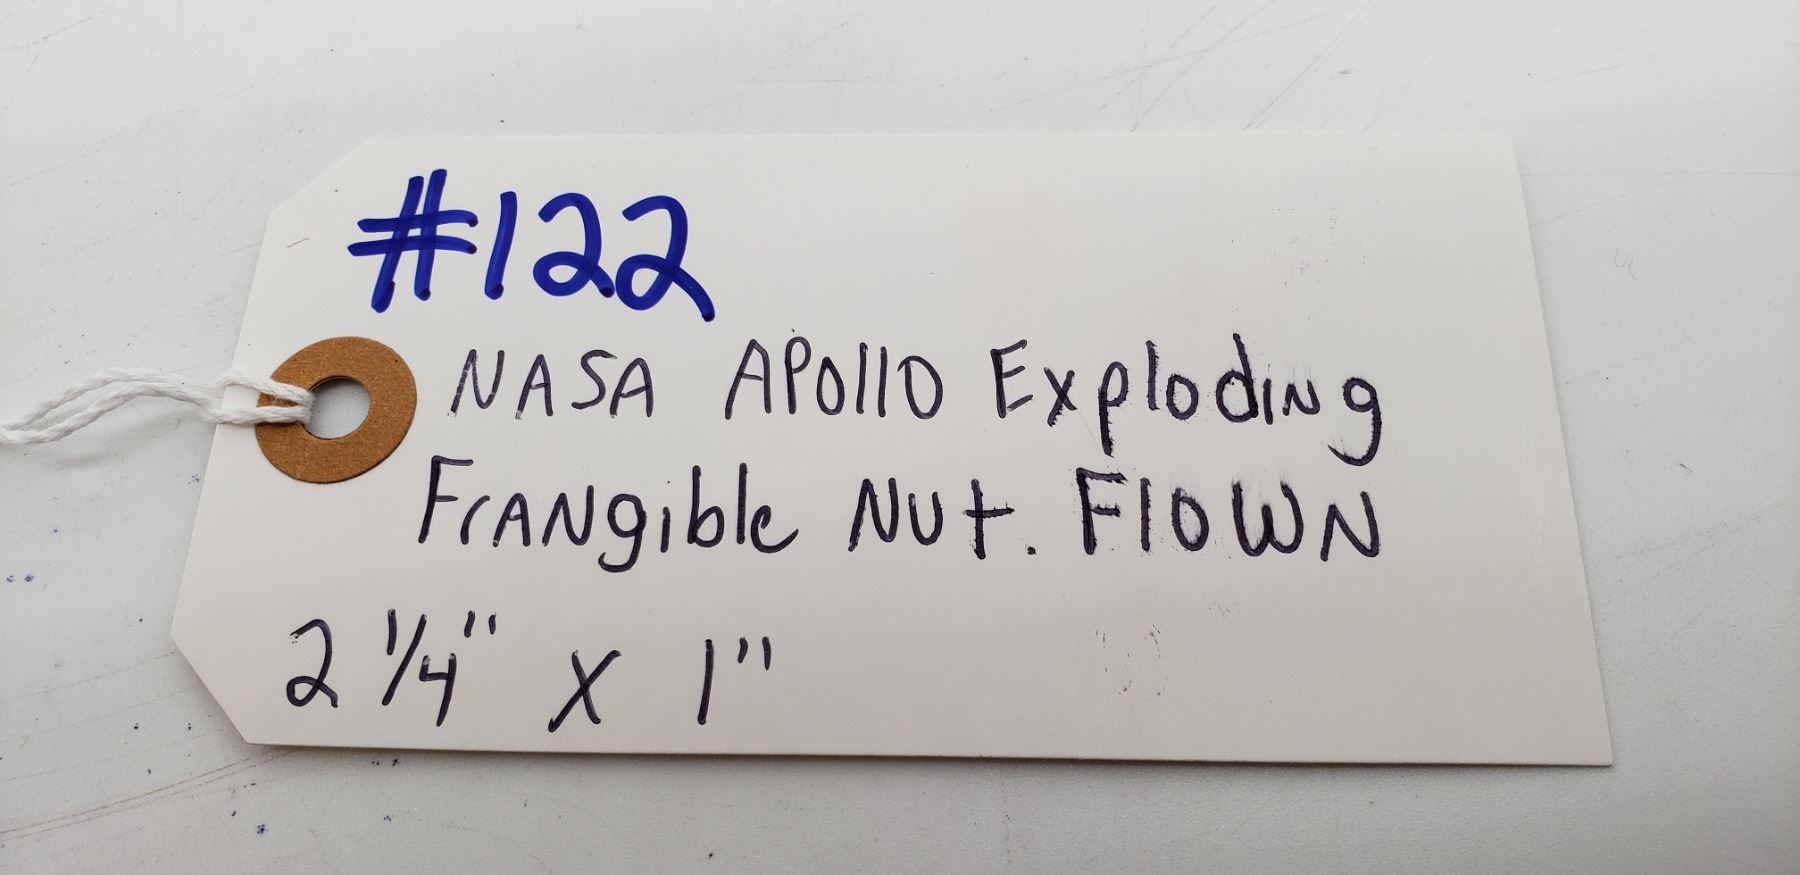 #122
NASA APOllO Exploding
FrANgible Nut. FlOWN
2 1/4" X 1"